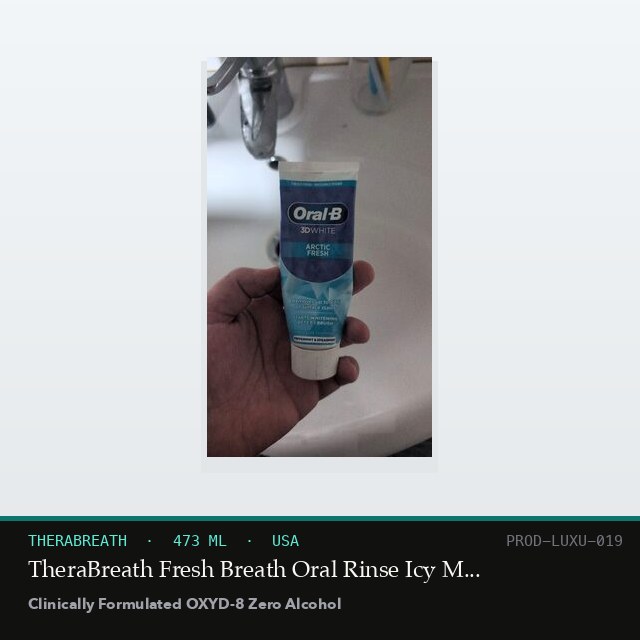 Oral-B
3DWHITE
ARCTIC
FRESH
THERABREATH · 473 ML · USA
PROD-LUXU-019
TheraBreath Fresh Breath Oral Rinse Icy M...
Clinically Formulated OXYD-8 Zero Alcohol